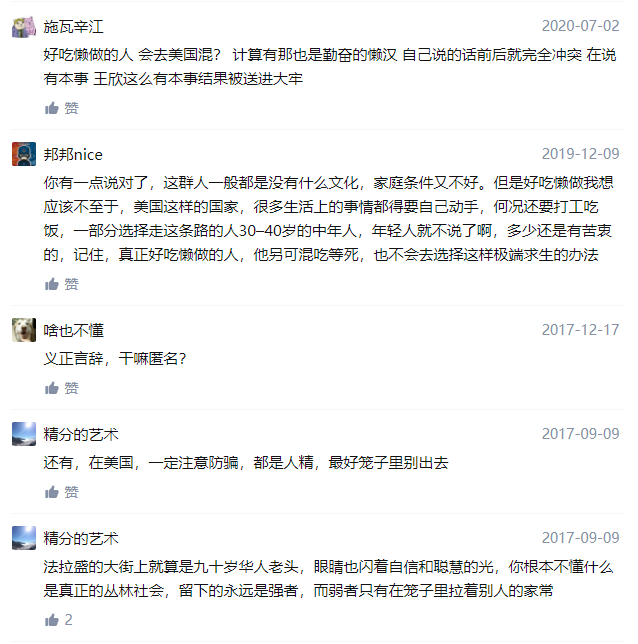 施瓦辛江 2020-07-02
好吃懒做的人 会去美国混？ 计算有那也是勤奋的懒汉 自己说的话前后就完全冲突 在说
有本事 王欣这么有本事结果被送进大牢
赞
邦邦nice 2019-12-09
你有一点说对了，这群人一般都是没有什么文化，家庭条件又不好。但是好吃懒做我想
应该不至于，美国这样的国家，很多生活上的事情都得要自己动手，何况还要打工吃
饭，一部分选择走这条路的人30–40岁的中年人，年轻人就不说了啊，多少还是有苦衷
的，记住，真正好吃懒做的人，他另可混吃等死，也不会去选择这样极端求生的办法
赞
啥也不懂 2017-12-17
义正言辞，干嘛匿名？
赞
精分的艺术 2017-09-09
还有，在美国，一定注意防骗，都是人精，最好笼子里别出去
赞
精分的艺术 2017-09-09
法拉盛的大街上就算是九十岁华人老头，眼睛也闪着自信和聪慧的光，你根本不懂什么
是真正的丛林社会，留下的永远是强者，而弱者只有在笼子里拉着别人的家常
2